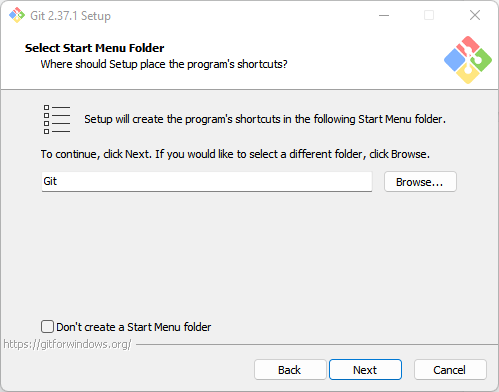 Git 2.37.1 Setup
Select Start Menu Folder
Where should Setup place the program's shortcuts?
Setup will create the program's shortcuts in the following Start Menu folder.
To continue, click Next. If you would like to select a different folder, click Browse.
Git
Browse...
Don't create a Start Menu folder
https://gitforwindows.org/
Back
Next
Cancel